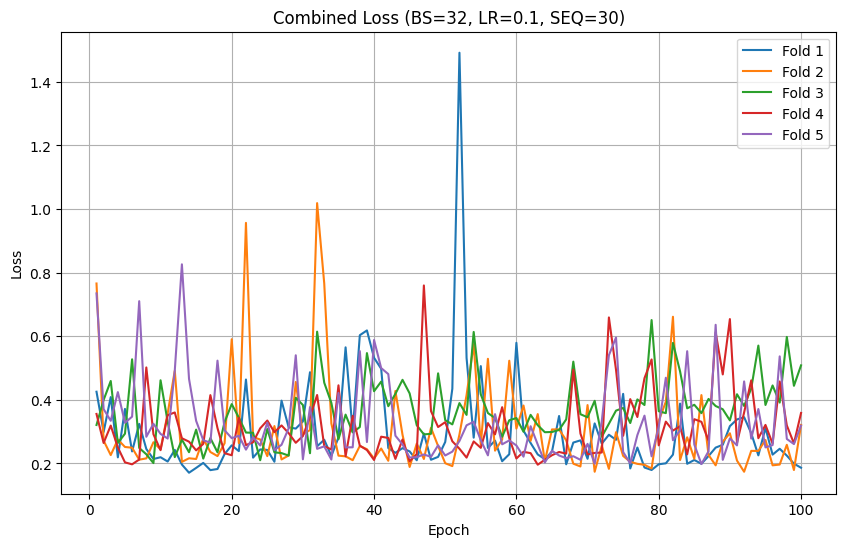 Combined Loss (BS=32, LR=0.1, SEQ=30)
Fold 1
Fold 2
Fold 3
Fold 4
Fold 5
Loss
1.4
1.2
1.0
0.8
0.6
0.4
0.2
0 20 40 60 80 100
Epoch